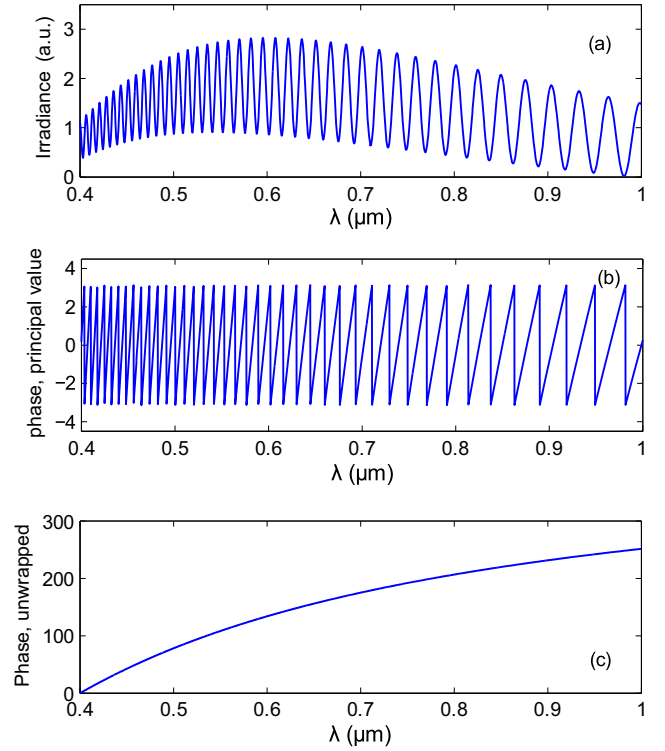 3
2
1
0
Irradiance (a.u.)
(a)
0.4 0.5 0.6 0.7 0.8 0.9 1
λ (μm)
4
2
0
−2
−4
phase, principal value
(b)
0.4 0.5 0.6 0.7 0.8 0.9 1
λ (μm)
300
200
100
0
Phase, unwrapped
(c)
0.4 0.5 0.6 0.7 0.8 0.9 1
λ (μm)